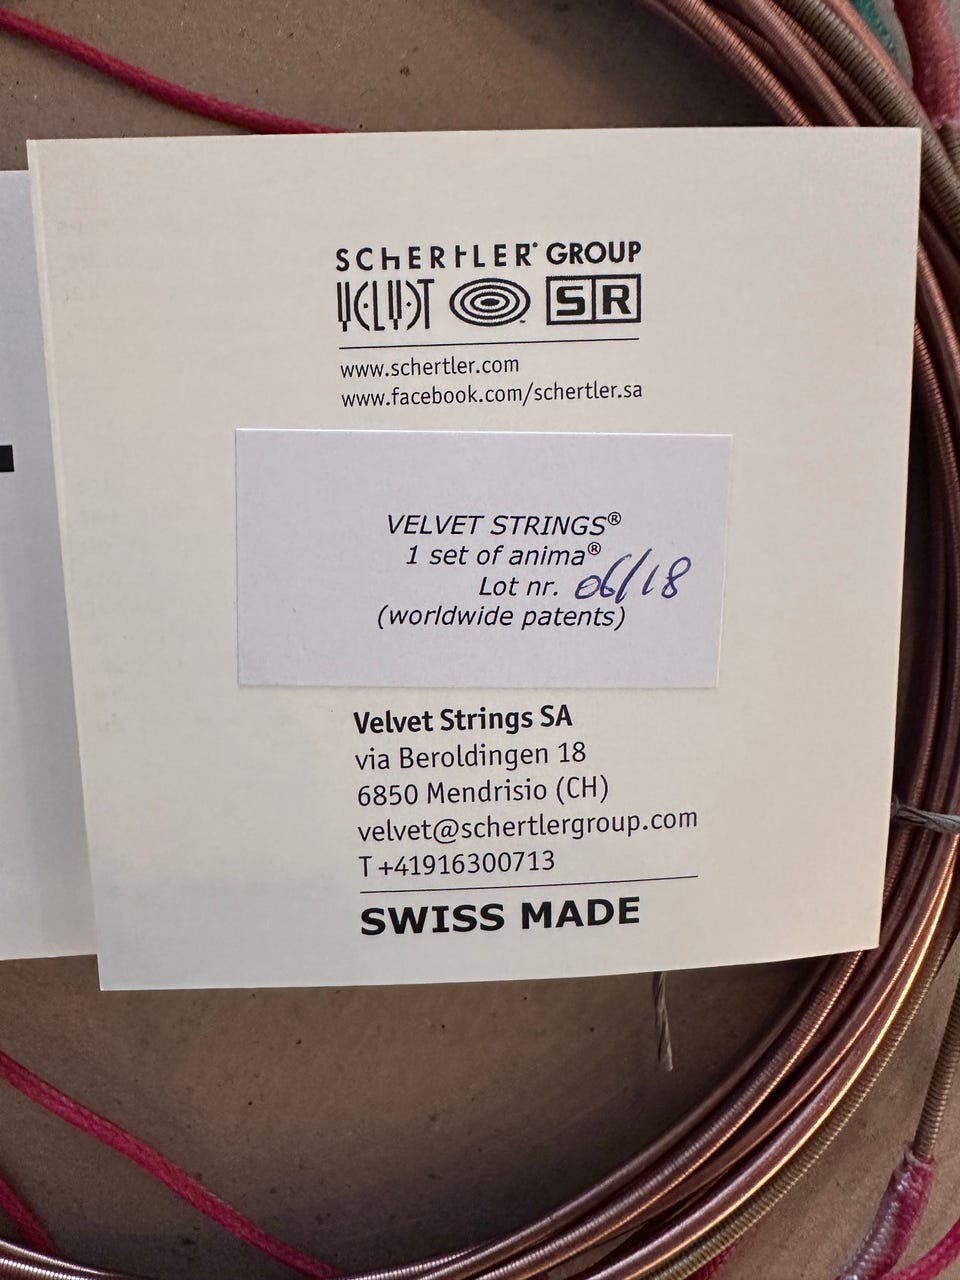 SCHERTLER® GROUP
VELVET SR
www.schertler.com
www.facebook.com/schertler.sa
VELVET STRINGS®
1 set of anima®
Lot nr. 06/18
(worldwide patents)
Velvet Strings SA
via Beroldingen 18
6850 Mendrisio (CH)
velvet@schertlergroup.com
T +41916300713
SWISS MADE